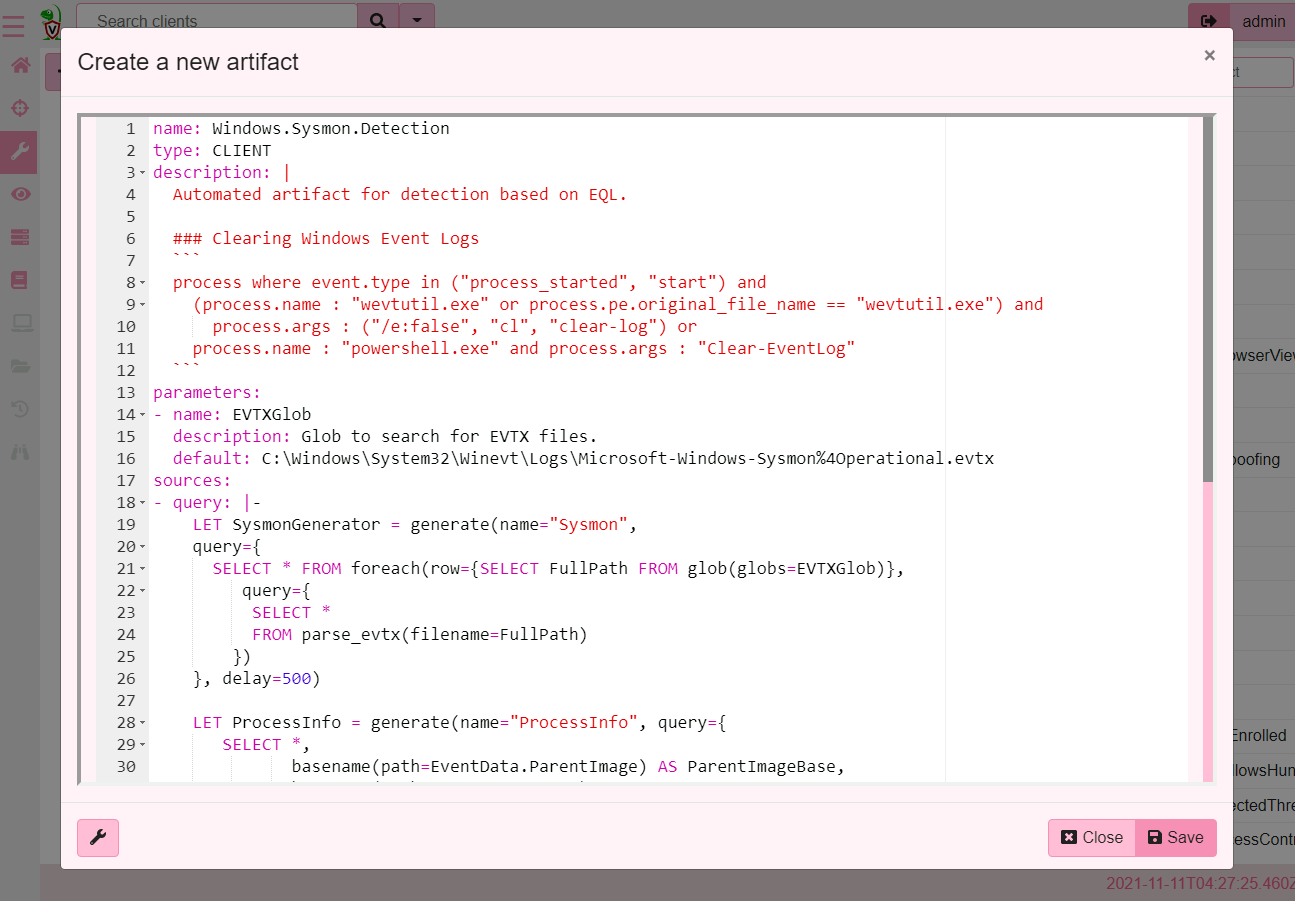 Search clients
admin
Create a new artifact
×
1 name: Windows.Sysmon.Detection
2 type: CLIENT
3 description: |
4 Automated artifact for detection based on EQL.
5
6 ### Clearing Windows Event Logs
7 ```
8 process where event.type in ("process_started", "start") and
9 (process.name : "wevtutil.exe" or process.pe.original_file_name == "wevtutil.exe") and
10 process.args : ("/e:false", "cl", "clear-log") or
11 process.name : "powershell.exe" and process.args : "Clear-EventLog"
12 ```
13 parameters:
14 - name: EVTXGlob
15 description: Glob to search for EVTX files.
16 default: C:\Windows\System32\Winevt\Logs\Microsoft-Windows-Sysmon%4Operational.evtx
17 sources:
18 - query: |-
19 LET SysmonGenerator = generate(name="Sysmon",
20 query={
21 SELECT * FROM foreach(row={SELECT FullPath FROM glob(globs=EVTXGlob)},
22 query={
23 SELECT *
24 FROM parse_evtx(filename=FullPath)
25 })
26 }, delay=500)
27
28 LET ProcessInfo = generate(name="ProcessInfo", query={
29 SELECT *,
30 basename(path=EventData.ParentImage) AS ParentImageBase,
owserView
oofing
Enrolled
llowsHun
ectedThre
essCont
Close
Save
2021-11-11T04:27:25.460Z